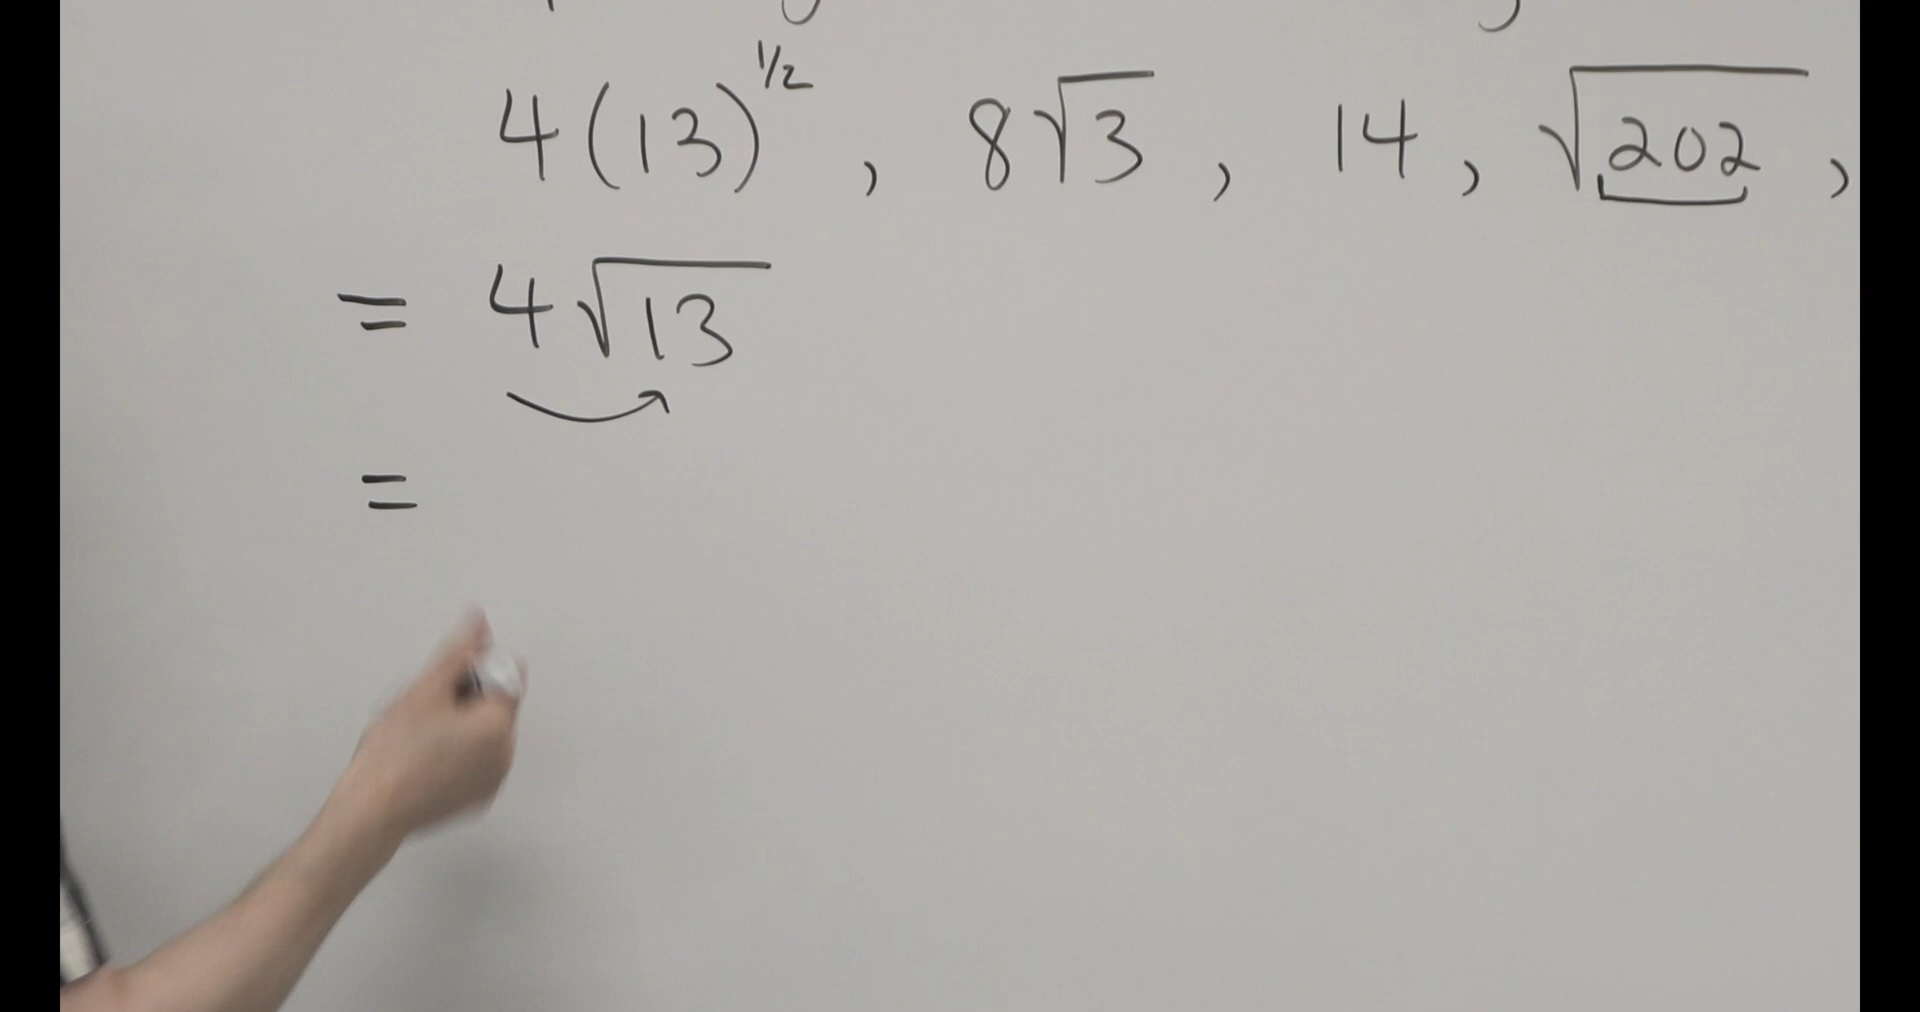 4(13)^{1/2}, 8√3, 14, √202,
= 4√13
=